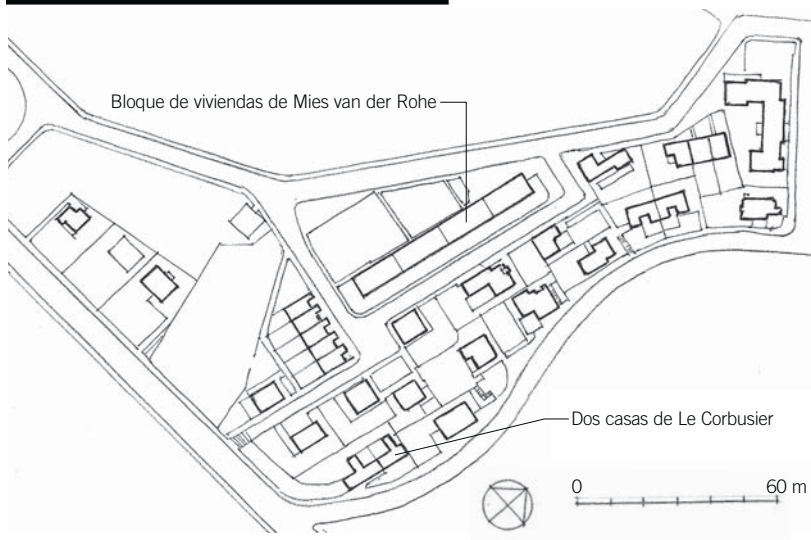 Bloque de viviendas de Mies van der Rohe
Dos casas de Le Corbusier
0 60 m